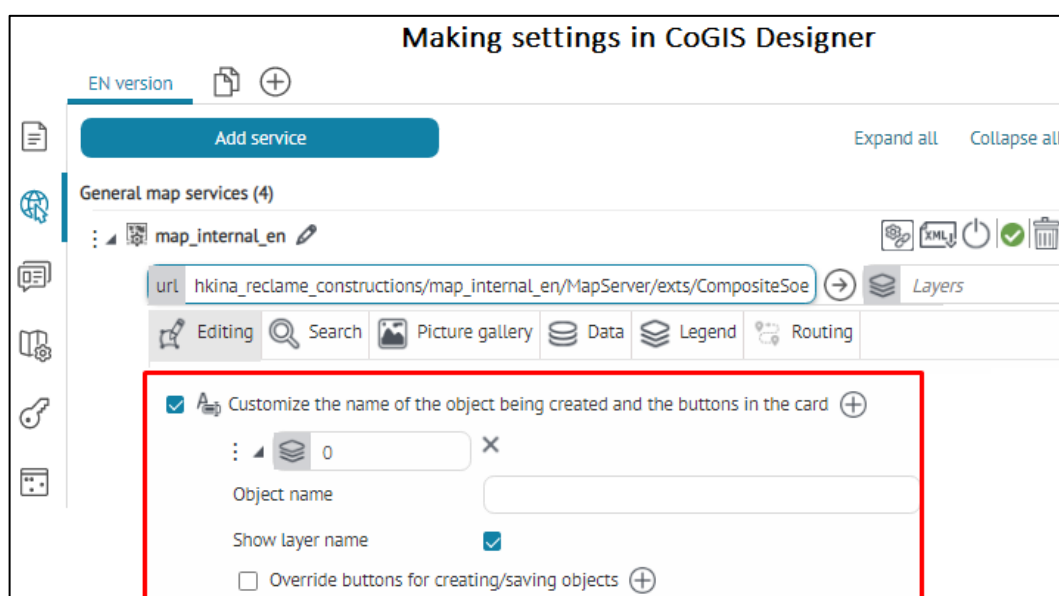 Making settings in CoGIS Designer
EN version
Add service
Expand all Collapse all
General map services (4)
map_internal_en
XML
url hkina_reclame_constructions/map_internal_en/MapServer/exts/CompositeSoe Layers
Editing Search Picture gallery Data Legend Routing
Customize the name of the object being created and the buttons in the card
0
Object name
Show layer name
Override buttons for creating/saving objects